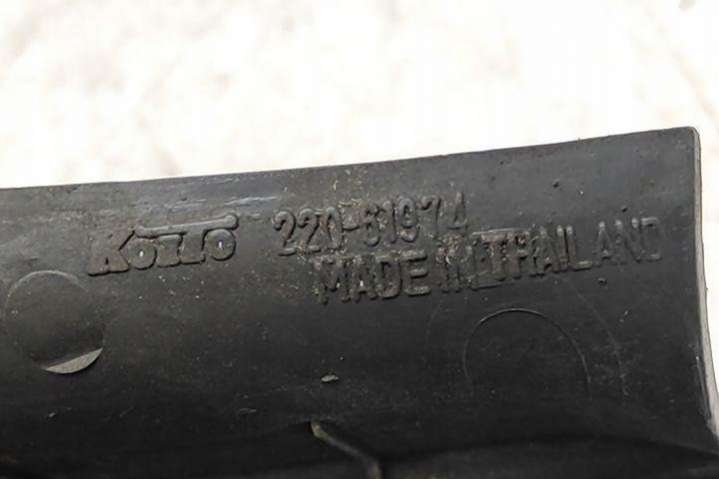 KOITO 220-61974
MADE IN THAILAND